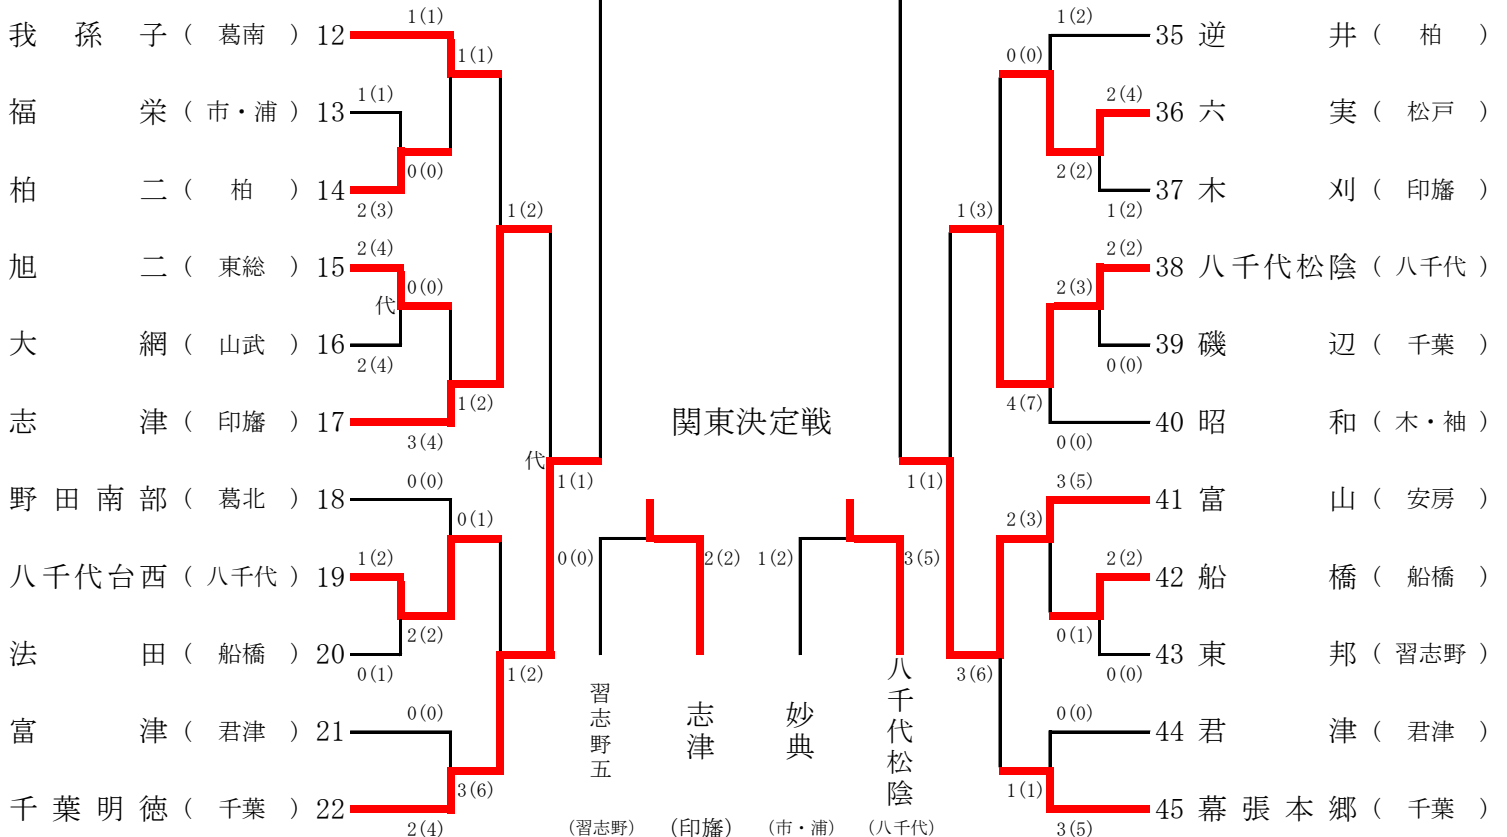 我孫子（葛南）12
福栄（市・浦）13
柏二（柏）14
旭二（東総）15
大網（山武）16
志津（印旛）17
野田南部（葛北）18
八千代台西（八千代）19
法田（船橋）20
富津（君津）21
千葉明徳（千葉）22
1(1)
1(1)
1(1)
0(0)
2(3)
1(2)
2(4)
0(0)
代
2(4)
1(2)
3(4)
代
1(1)
0(0)
0(1)
1(2)
2(2)
0(1)
1(2)
0(0)
3(6)
2(4)
関東決定戦
0(0)
2(2)
1(2)
3(5)
習志野五
(習志野)
志津
(印旛)
妙典
(市・浦)
八千代松陰
(八千代)
35 逆井（柏）
36 六実（松戸）
37 木刈（印旛）
38 八千代松陰（八千代）
39 磯辺（千葉）
40 昭和（木・袖）
41 富山（安房）
42 船橋（船橋）
43 東邦（習志野）
44 君津（君津）
45 幕張本郷（千葉）
1(2)
0(0)
2(4)
2(2)
1(2)
1(3)
2(2)
2(3)
0(0)
4(7)
0(0)
1(1)
3(5)
2(3)
2(2)
0(1)
0(0)
3(6)
0(0)
1(1)
3(5)